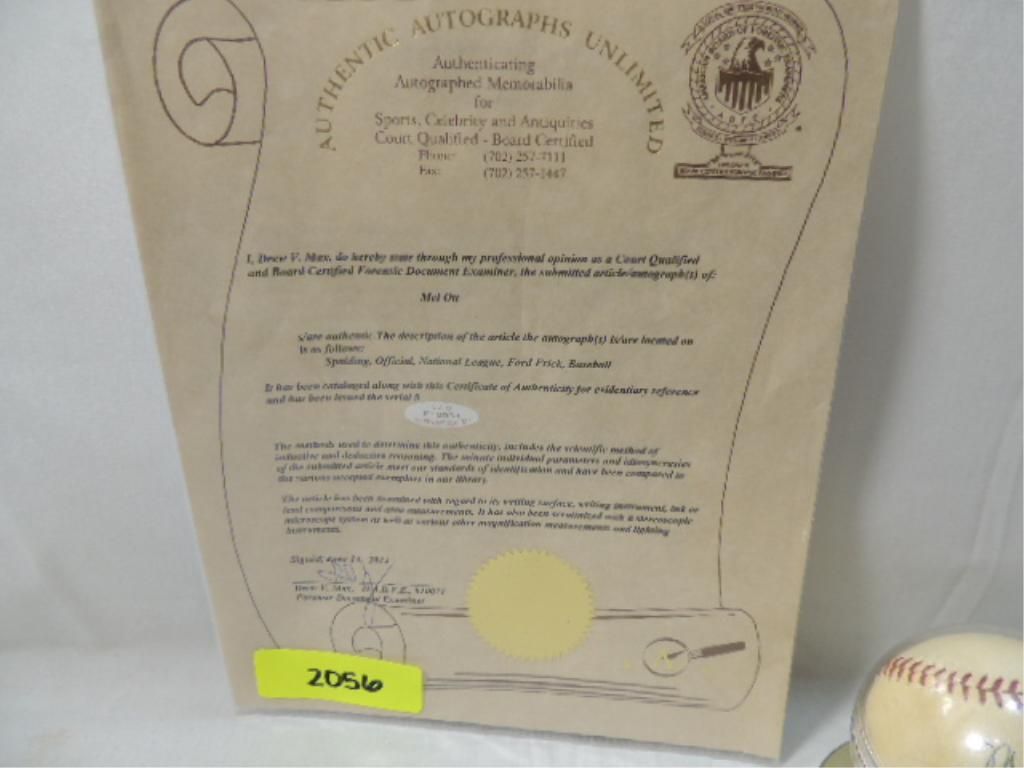 AUTHENTIC AUTOGRAPHS UNLIMITED
Authenticating
Autographed Memorabilia
for
Sports, Celebrity and Antiquities
Court Qualified - Board Certified
Phone: (702) 257-7111
Fax: (702) 257-1447
I, Drew V. Max, do hereby state through my professional opinion as a Court Qualified
and Board Certified Forensic Document Examiner, the submitted article/autograph(s) of:
Mel Ott
is/are authentic. The description of the article the autograph(s) is/are located on
is as follows:
Spalding, Official, National League, Ford Frick, Baseball
It has been cataloged along with this Certificate of Authenticity for evidentiary reference
and has been issued the serial #
The methods used to determine this authenticity, includes the scientific method of
inductive and deductive reasoning. The minute individual parameters and idiosyncrasies
of the submitted article meet our standards of identification and have been compared to
the various accepted exemplars in our library.
The article has been examined with regard to its writing surface, writing instrument, ink or
lead components and area measurements. It has also been scrutinized with a stereoscopic
microscope system as well as various other magnification measurements and lighting
instruments.
Signed: June
Drew V. Max,
Forensic Document Examiner
2056